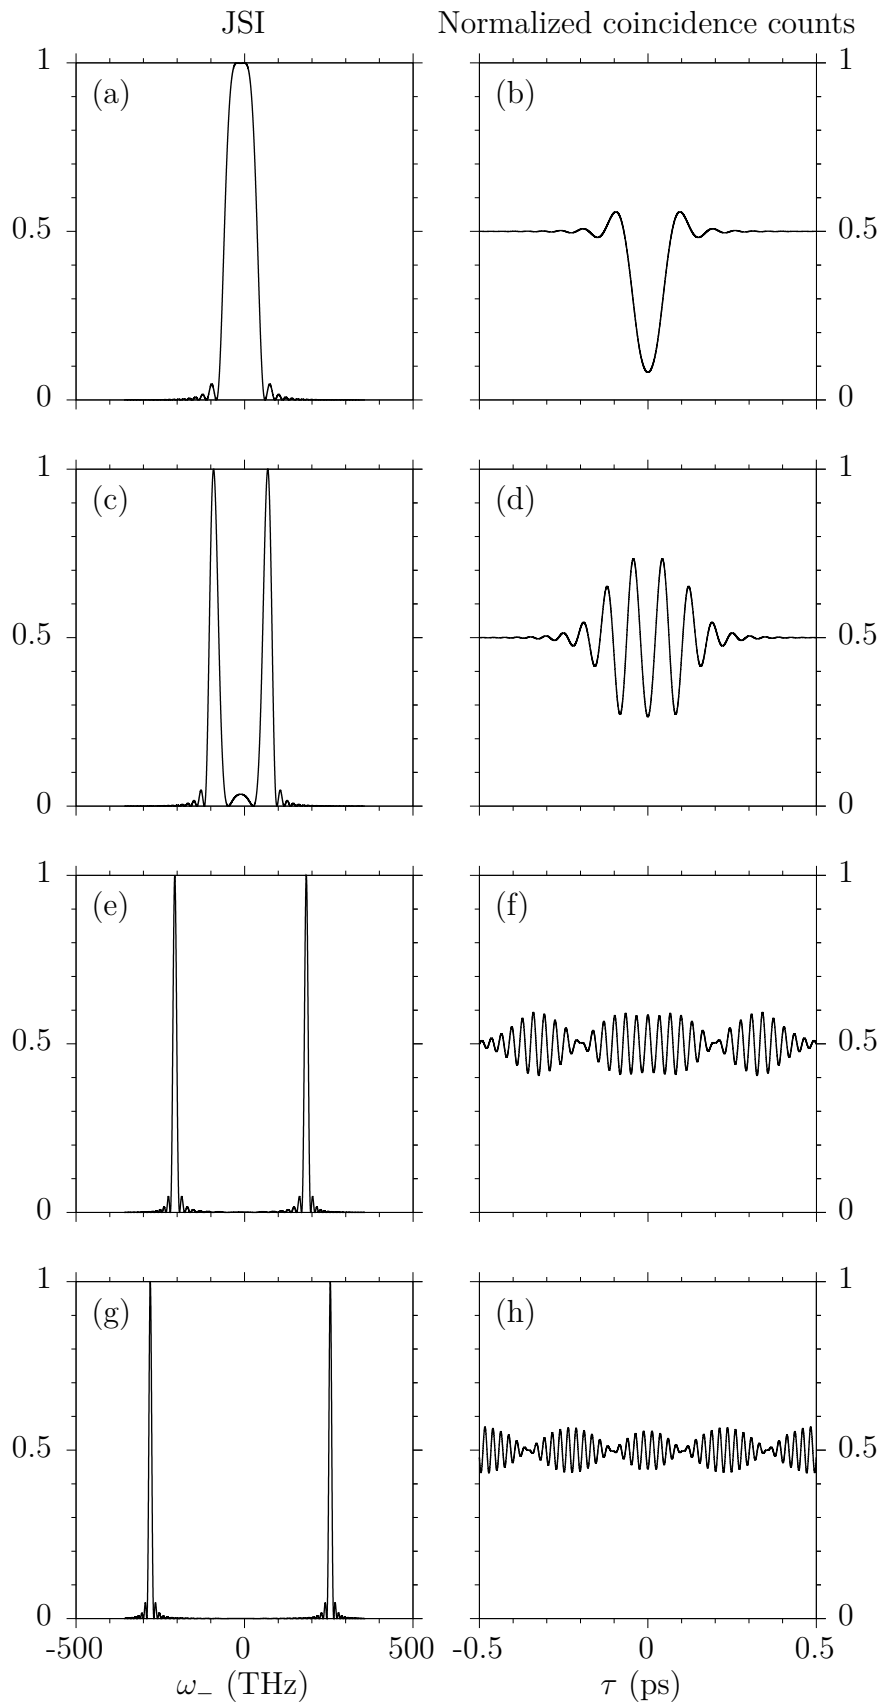 JSI Normalized coincidence counts
1 (a) (b) 1
0.5 0.5
0 0
1 (c) (d) 1
0.5 0.5
0 0
1 (e) (f) 1
0.5 0.5
0 0
1 (g) (h) 1
0.5 0.5
0 0
-500 0 500 -0.5 0 0.5
ω₋ (THz) τ (ps)